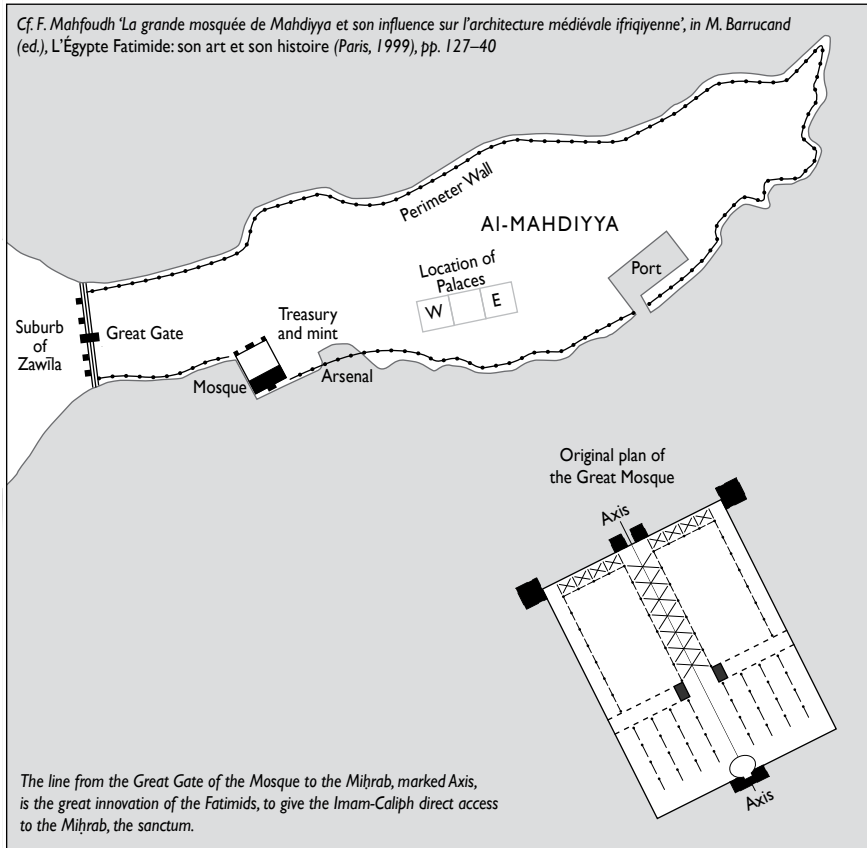 Cf. F. Mahfoudh ‘La grande mosquée de Mahdiyya et son influence sur l’architecture médiévale ifriqiyenne’, in M. Barrucand
(ed.), L’Égypte Fatimide: son art et son histoire (Paris, 1999), pp. 127–40
Perimeter Wall
Al-MAHDIYYA
Location of
Palaces
W
E
Port
Suburb
of
Zawīla
Great Gate
Treasury
and mint
Mosque
Arsenal
Original plan of
the Great Mosque
Axis
Axis
The line from the Great Gate of the Mosque to the Miḥrab, marked Axis,
is the great innovation of the Fatimids, to give the Imam-Caliph direct access
to the Miḥrab, the sanctum.